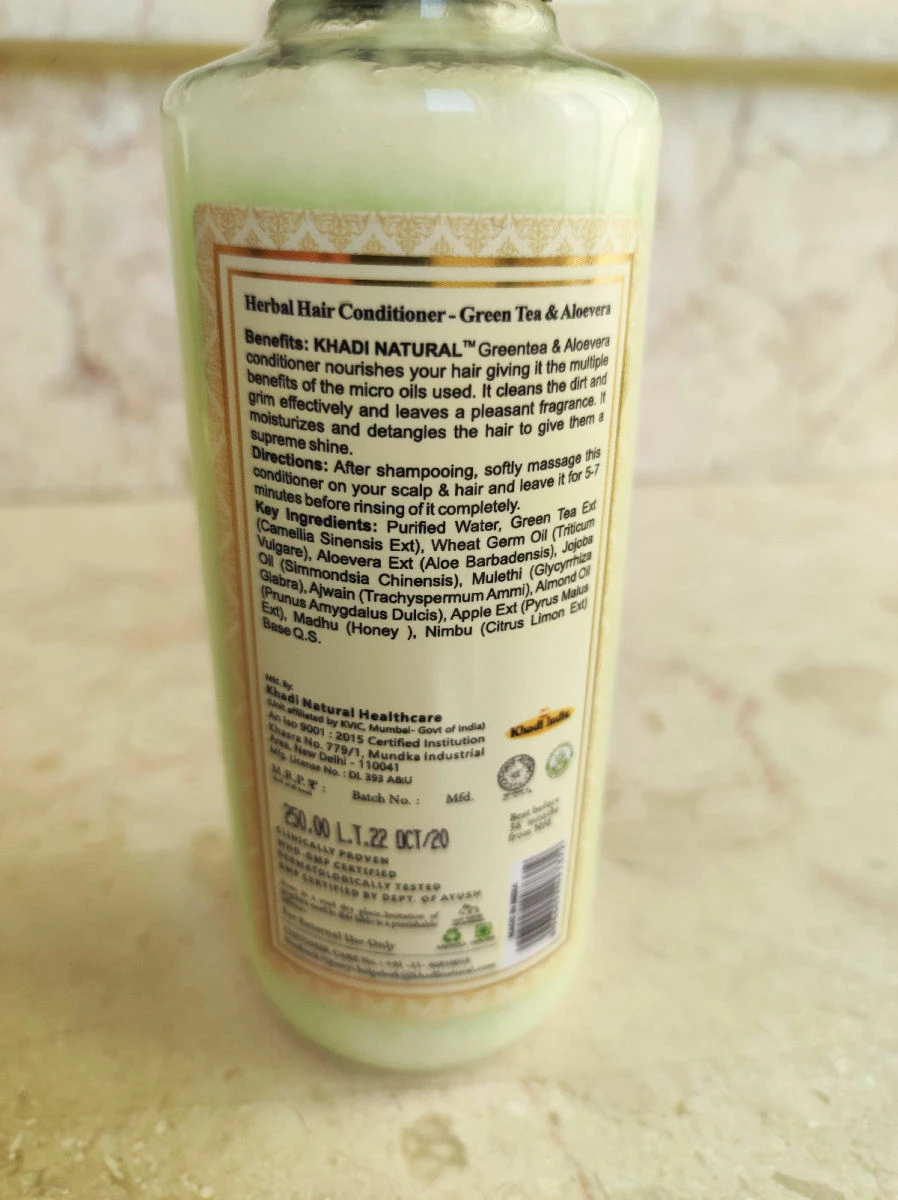 Herbal Hair Conditioner - Green Tea & Aloevera
Benefits: KHADI NATURAL™ Greentea & Aloevera
conditioner nourishes your hair giving it the multiple
benefits of the micro oils used. It cleans the dirt and
grim effectively and leaves a pleasant fragrance. It
moisturizes and detangles the hair to give them a
supreme shine.
Directions: After shampooing, softly massage this
conditioner on your scalp & hair and leave it for 5-7
minutes before rinsing of it completely.
Key Ingredients: Purified Water, Green Tea Ext
(Camellia Sinensis Ext), Wheat Germ Oil (Triticum
Vulgare), Aloevera Ext (Aloe Barbadensis), Jojoba
Oil (Simmondsia Chinensis), Mulethi (Glycyrrhiza
Glabra), Ajwain (Trachyspermum Ammi), Almond Oil
(Prunus Amygdalus Dulcis), Apple Ext (Pyrus Malus
Ext), Madhu (Honey ), Nimbu (Citrus Limon Ext)
Base Q.S.
Mfd. By:
Khadi Natural Healthcare
(Unit affiliated by KVIC, Mumbai- Govt of India)
An Iso 9001 : 2015 Certified Institution
Khasra No. 779/1, Mundka Industrial
Area, New Delhi - 110041
Mfg. License No. : DL 393 A&U
Khadi India
M.R.P. ₹ :
Batch No. : Mfd.
Best before
36 months
from Mfd.
250.00 L.T.22 OCT/20
CLINICALLY PROVEN
WHO-GMP CERTIFIED
DERMATOLOGICALLY TESTED
GMP CERTIFIED BY DEPT. OF AYUSH
For External Use Only